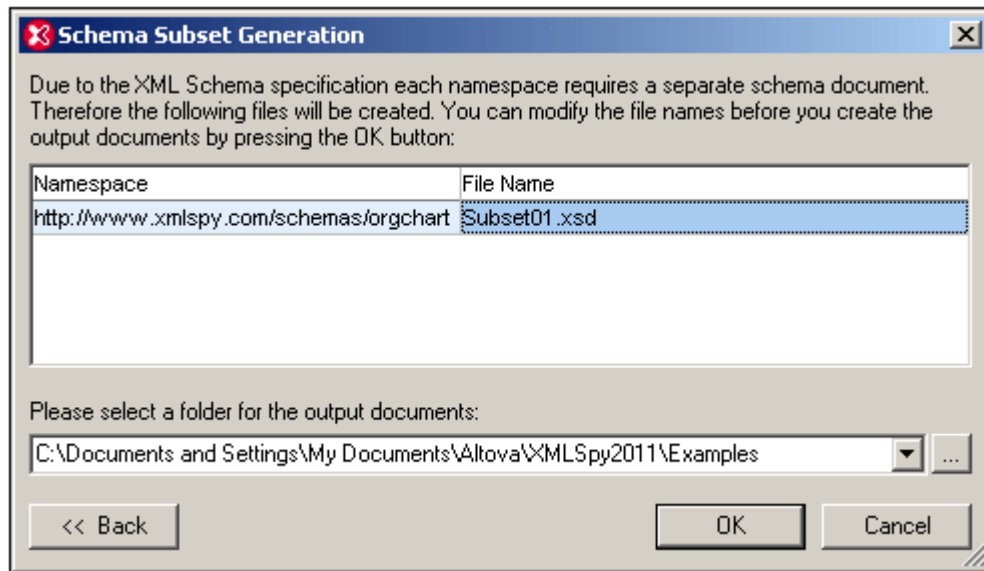 Schema Subset Generation
Due to the XML Schema specification each namespace requires a separate schema document.
Therefore the following files will be created. You can modify the file names before you create the
output documents by pressing the OK button:
Namespace File Name
http://www.xmlspy.com/schemas/orgchart Subset01.xsd
Please select a folder for the output documents:
C:\Documents and Settings\My Documents\Altova\XMLSpy2011\Examples ...
<< Back OK Cancel